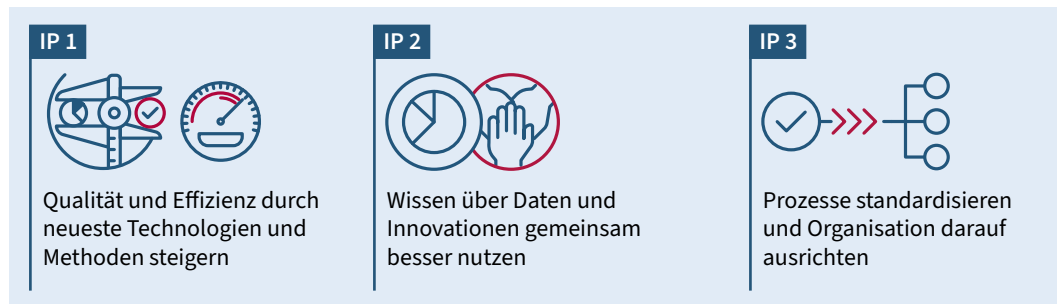 IP 1
Qualität und Effizienz durch
neueste Technologien und
Methoden steigern
IP 2
Wissen über Daten und
Innovationen gemeinsam
besser nutzen
IP 3
Prozesse standardisieren
und Organisation darauf
ausrichten